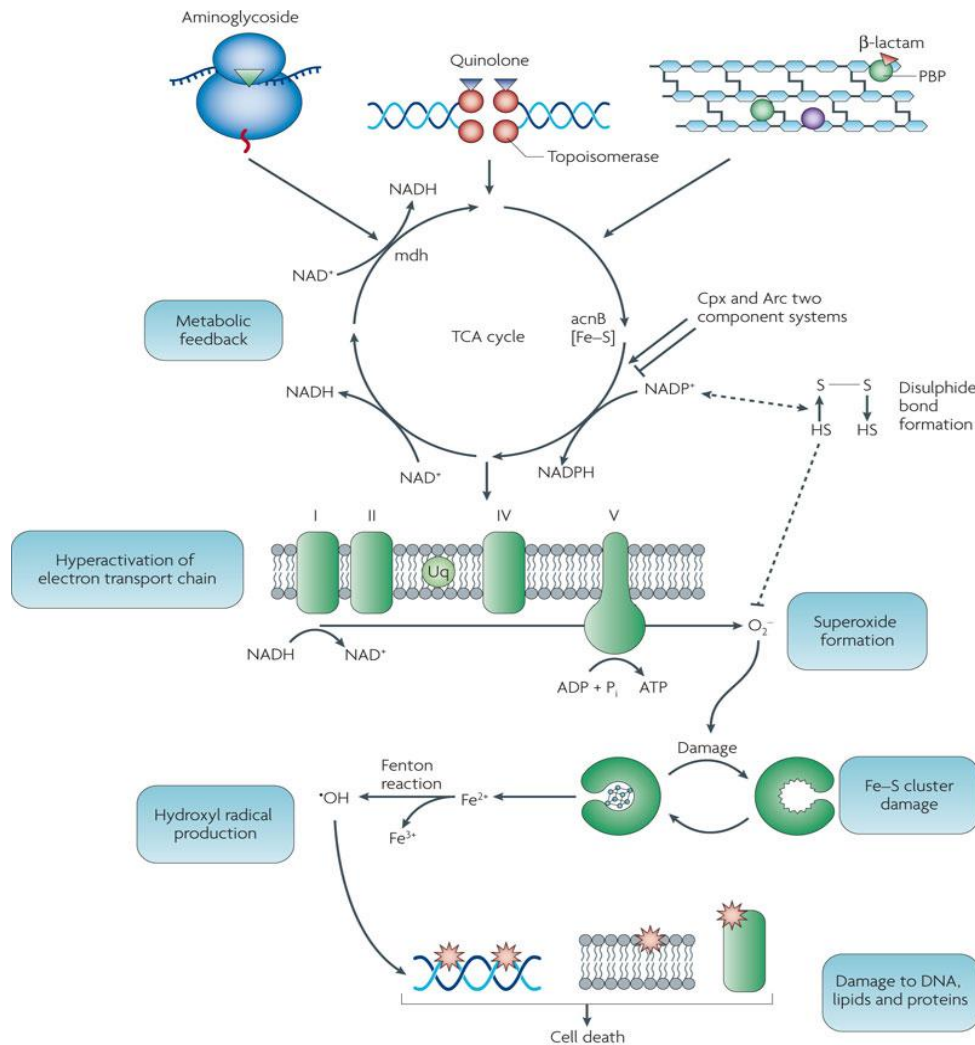 Aminoglycoside
Quinolone
β-lactam
PBP
Topoisomerase
NADH
mdh
NAD⁺
Metabolic
feedback
TCA cycle
acnB
[Fe–S]
Cpx and Arc two
component systems
NADP⁺
S S
HS HS
Disulphide
bond
formation
NADH
NAD⁺
NADPH
I II IV V
Uq
Hyperactivation of
electron transport chain
NADH
NAD⁺
ADP + Pᵢ
ATP
O₂⁻
Superoxide
formation
Damage
Fe–S cluster
damage
Fenton
reaction
•OH
Fe²⁺
Fe³⁺
Hydroxyl radical
production
Damage to DNA,
lipids and proteins
Cell death